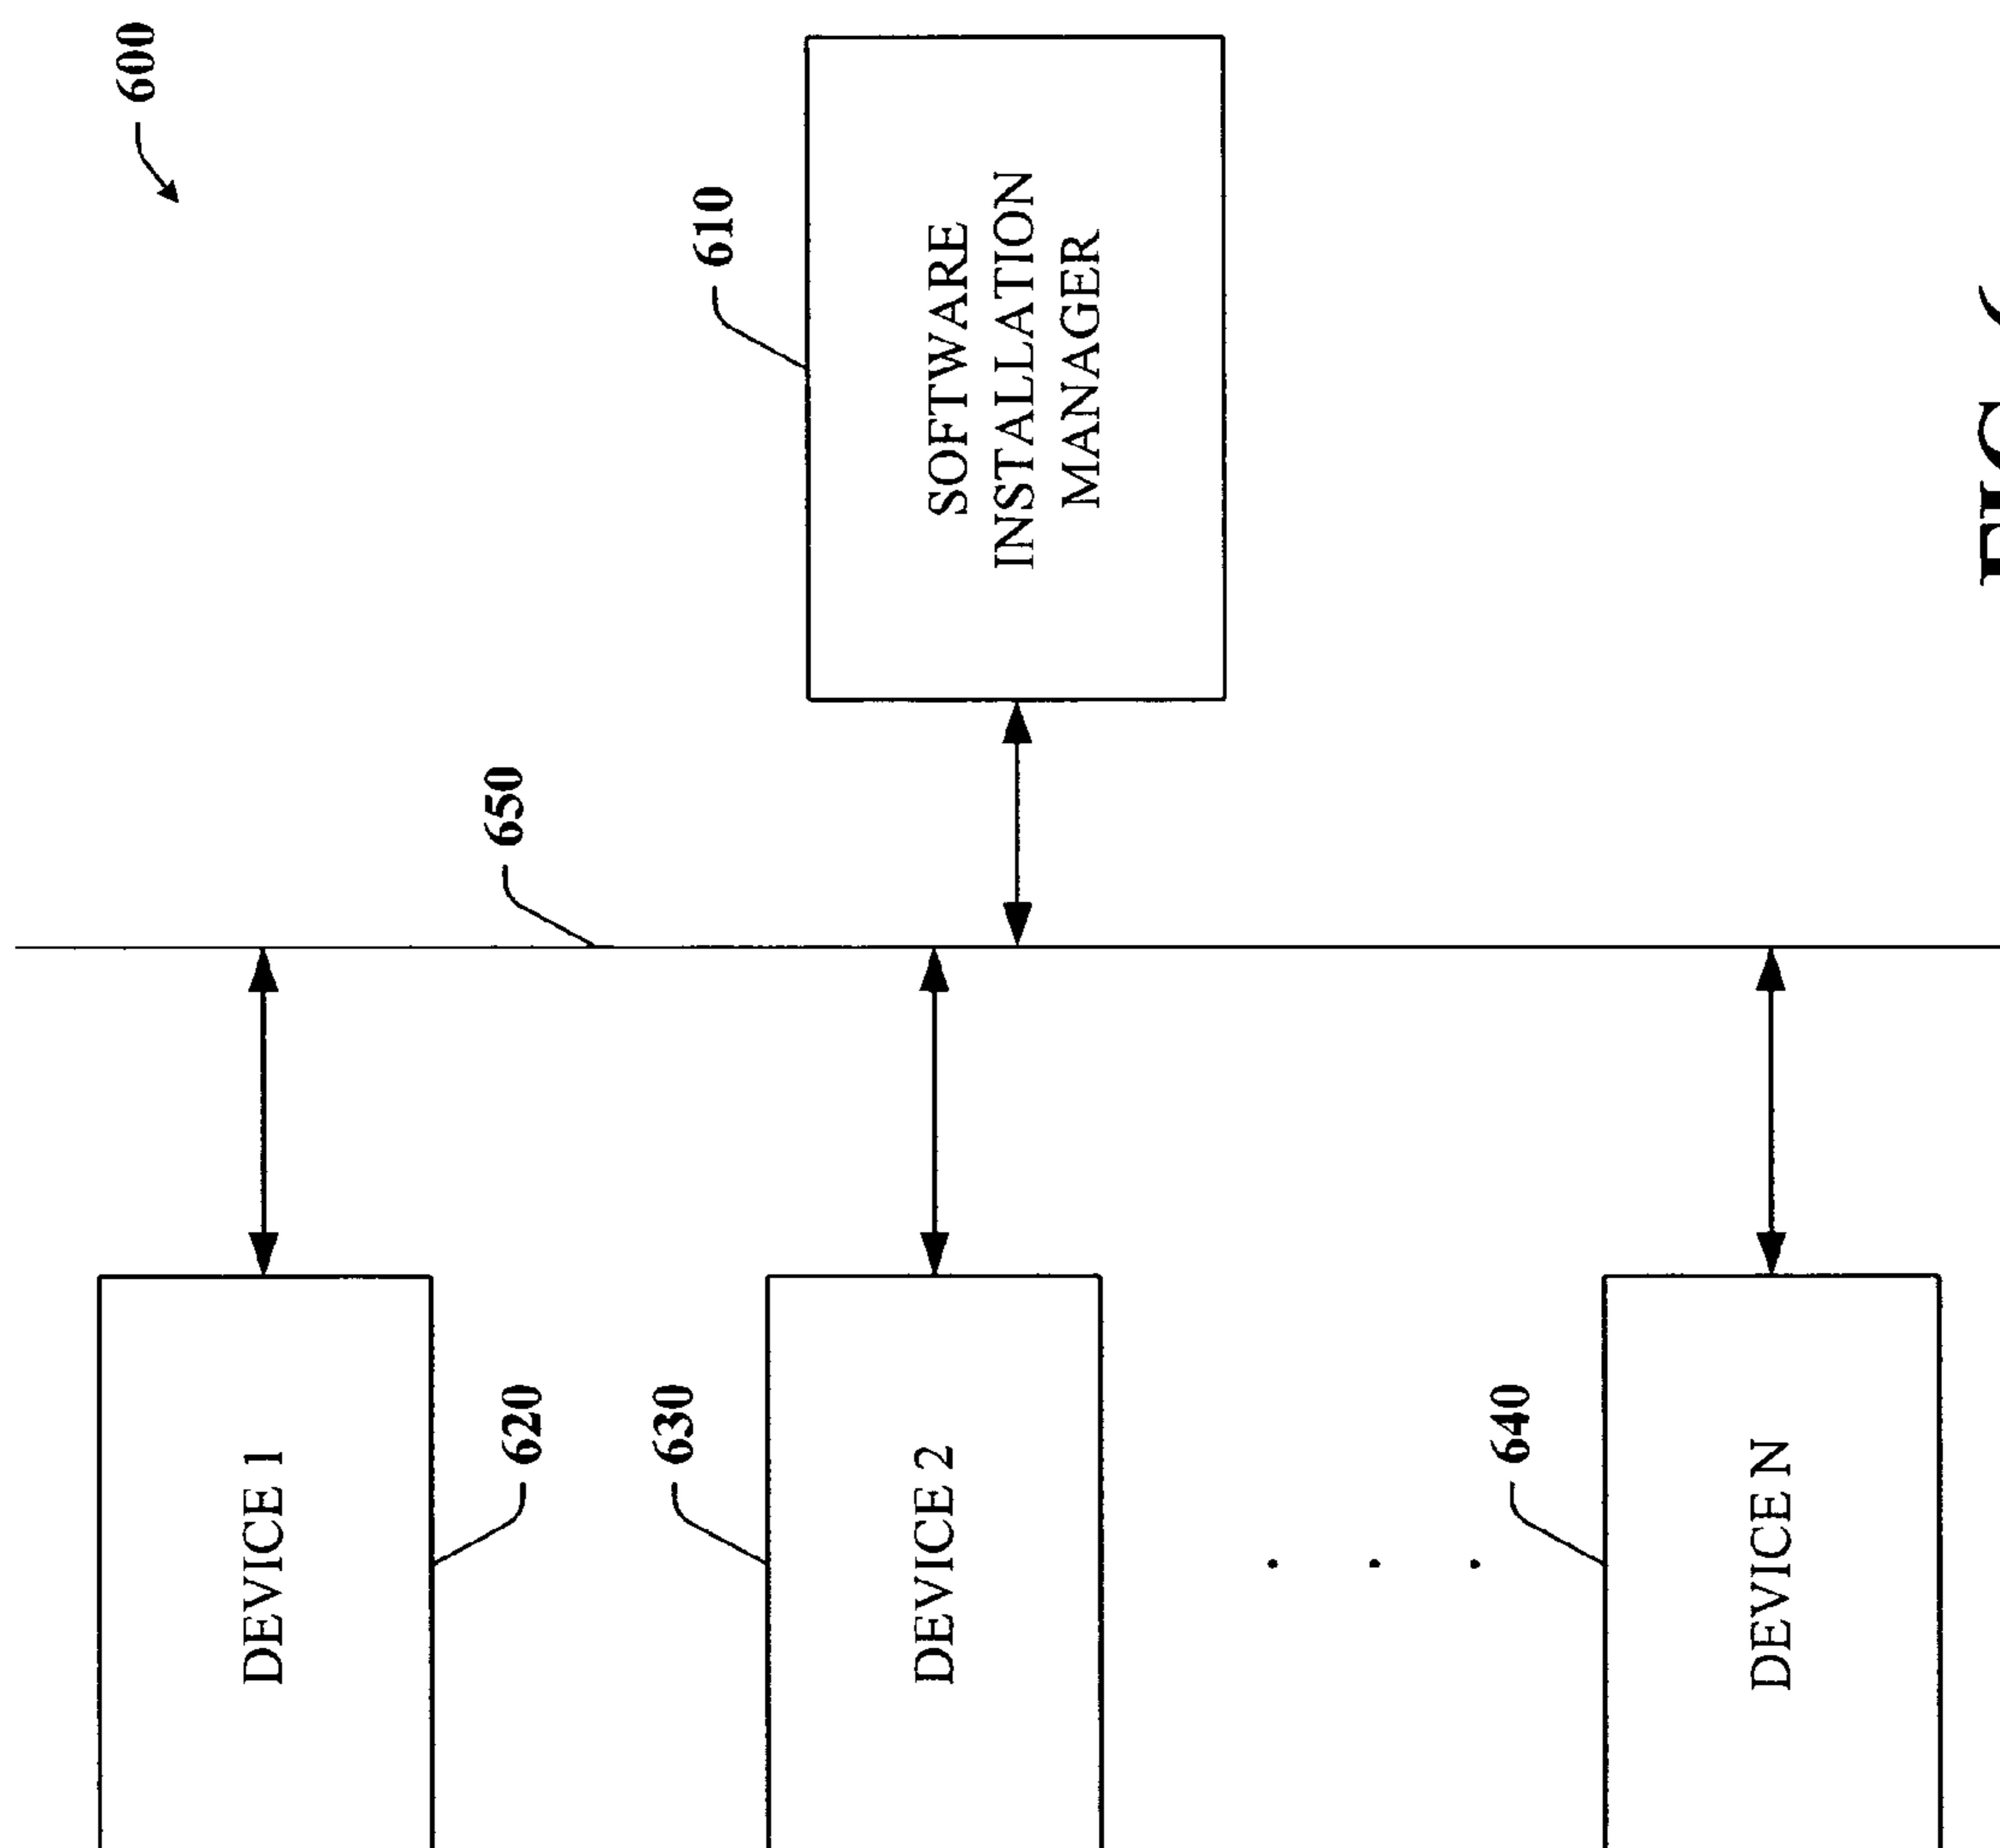 600
610
SOFTWARE
INSTALLATION
MANAGER
650
DEVICE 1
620
630
DEVICE 2
640
DEVICE N